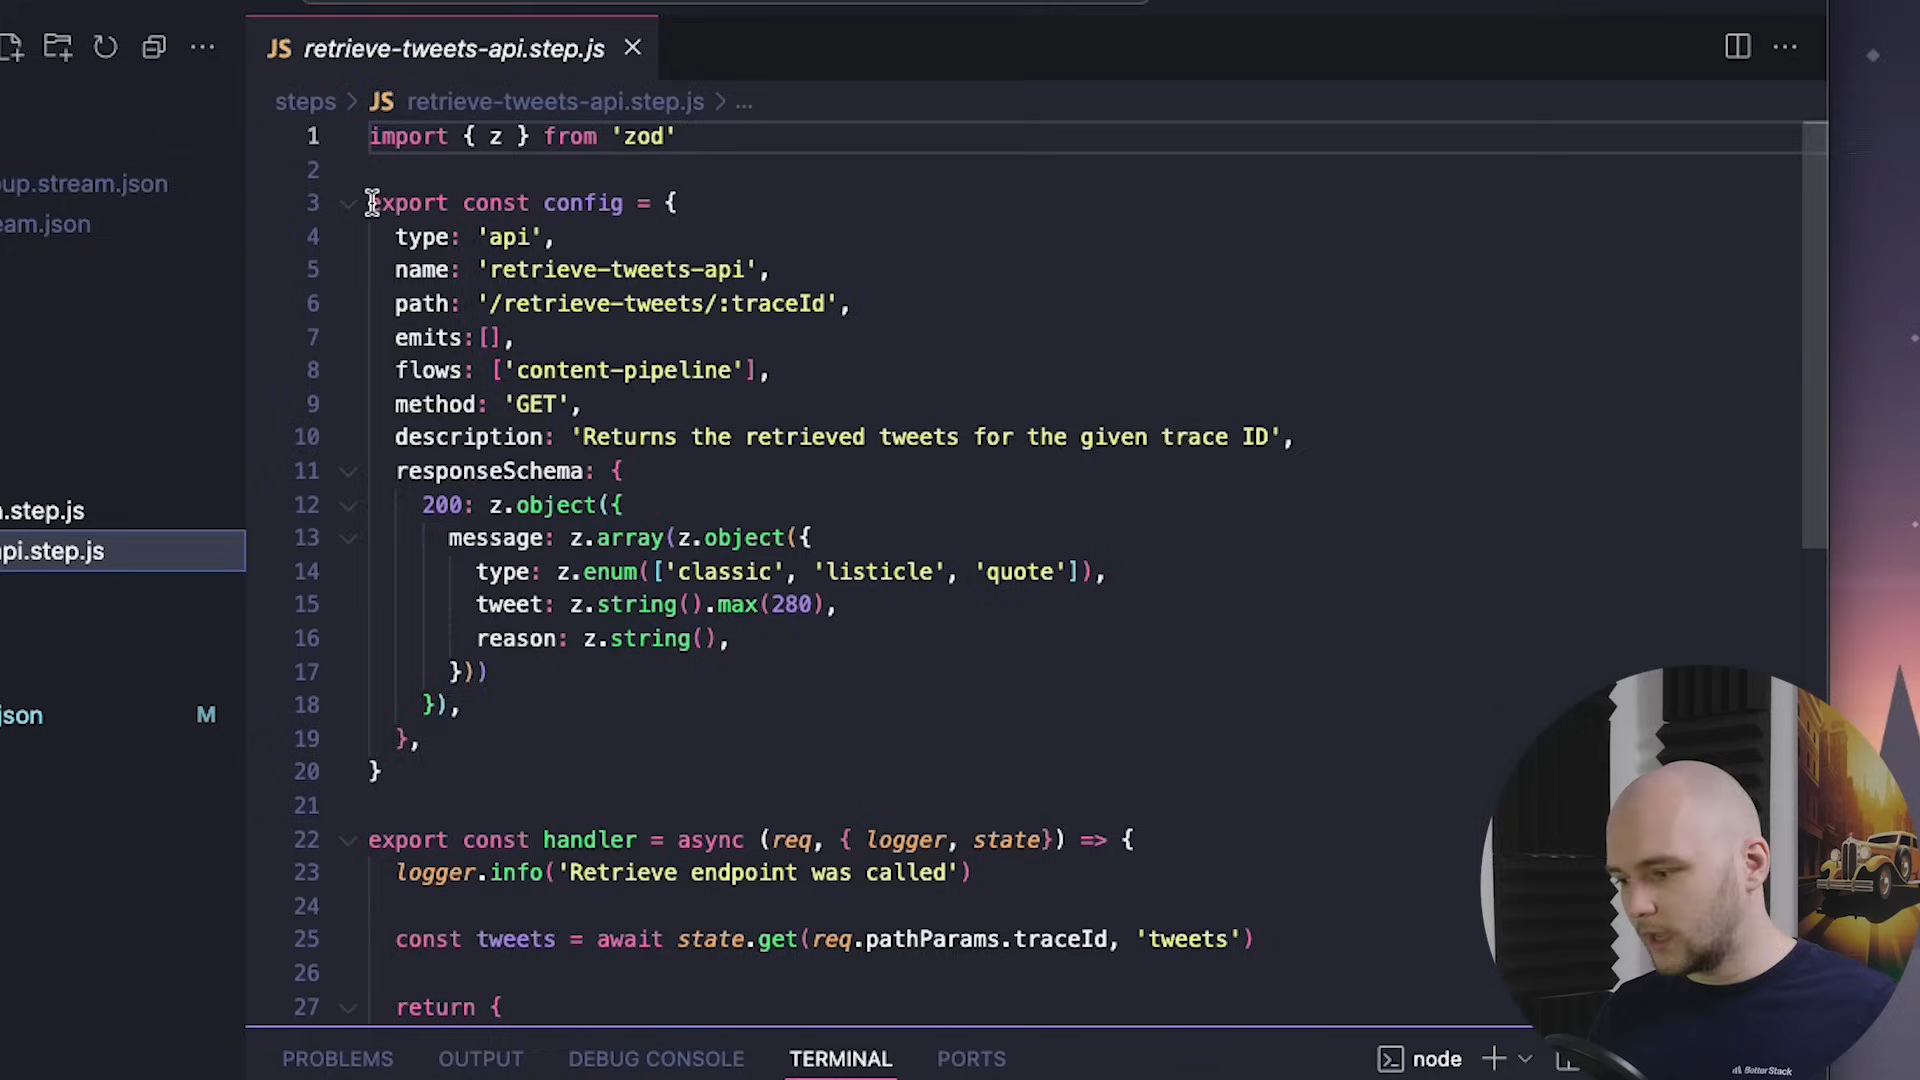 JS retrieve-tweets-api.step.js
steps > JS retrieve-tweets-api.step.js > ...
oup.stream.json
eam.json
.step.js
pi.step.js
json M
1 import { z } from 'zod'
2
3 export const config = {
4 type: 'api',
5 name: 'retrieve-tweets-api',
6 path: '/retrieve-tweets/:traceId',
7 emits:[],
8 flows: ['content-pipeline'],
9 method: 'GET',
10 description: 'Returns the retrieved tweets for the given trace ID',
11 responseSchema: {
12 200: z.object({
13 message: z.array(z.object({
14 type: z.enum(['classic', 'listicle', 'quote']),
15 tweet: z.string().max(280),
16 reason: z.string(),
17 }))
18 }),
19 },
20 }
21
22 export const handler = async (req, { logger, state}) => {
23 logger.info('Retrieve endpoint was called')
24
25 const tweets = await state.get(req.pathParams.traceId, 'tweets')
26
27 return {
PROBLEMS OUTPUT DEBUG CONSOLE TERMINAL PORTS node
Better Stack